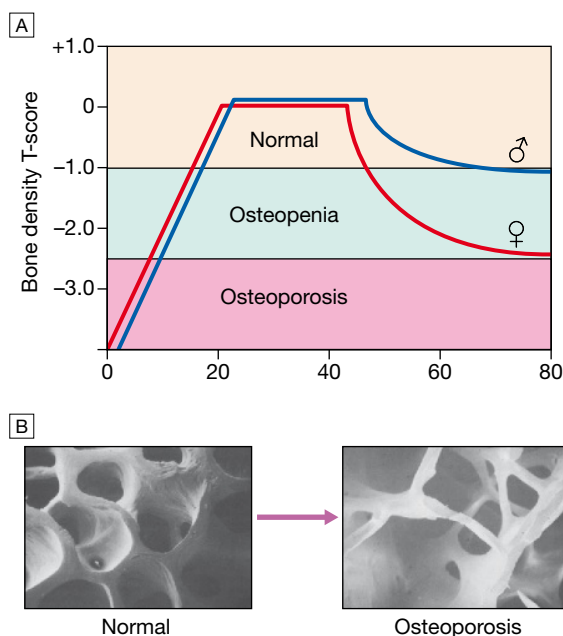 A
+1.0
0
−1.0
−2.0
−3.0
Bone density T-score
Normal
Osteopenia
Osteoporosis
♂
♀
0
20
40
60
80
B
Normal
Osteoporosis